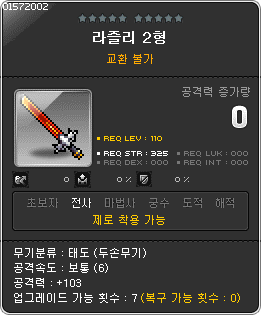 01572002
라즐리 2형
교환 불가
공격력 증가량
0
REQ LEV : 110
REQ STR : 325 REQ LUK : 000
REQ DEX : 000 REQ INT : 000
0 0 % 0 %
초보자 전사 마법사 궁수 도적 해적
제로 착용 가능
무기분류 : 태도 (두손무기)
공격속도 : 보통 (6)
공격력 : +103
업그레이드 가능 횟수 : 7 (복구 가능 횟수 : 0)